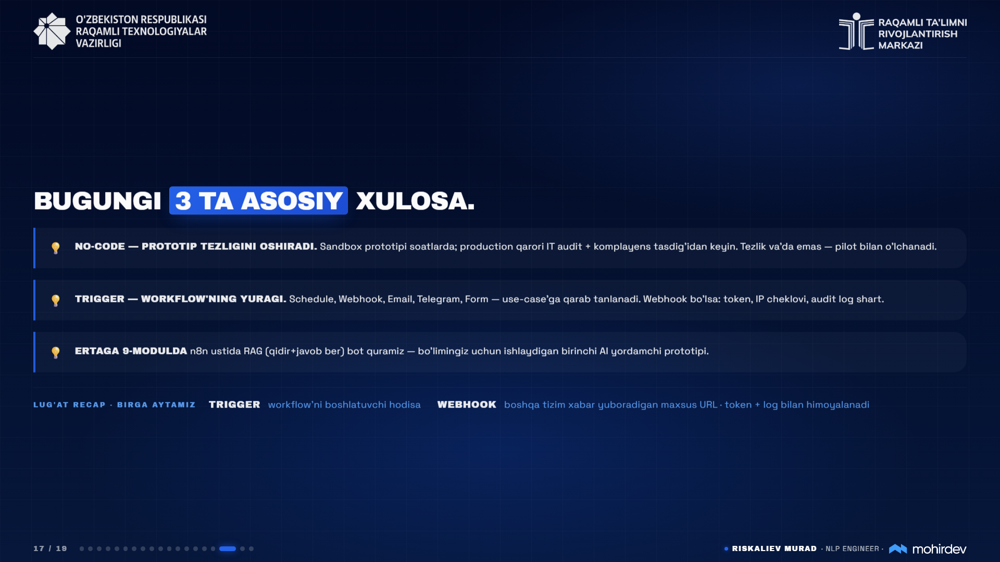 O'ZBEKISTON RESPUBLIKASI
RAQAMLI TEXNOLOGIYALAR
VAZIRLIGI
RAQAMLI TA'LIMNI
RIVOJLANTIRISH
MARKAZI
BUGUNGI 3 TA ASOSIY XULOSA.
NO-CODE — PROTOTIP TEZLIGINI OSHIRADI. Sandbox prototipi soatlarda; production qarori IT audit + komplayens tasdig’idan keyin. Tezlik va’da emas — pilot bilan o’lchanadi.
TRIGGER — WORKFLOW'NING YURAGI. Schedule, Webhook, Email, Telegram, Form — use-case’ga qarab tanlanadi. Webhook bo’lsa: token, IP cheklovi, audit log shart.
ERTAGA 9-MODULDA n8n ustida RAG (qidir+javob ber) bot quramiz — bo’limingiz uchun ishlaydigan birinchi AI yordamchi prototipi.
LUG'AT RECAP · BIRGA AYTAMIZ TRIGGER workflow’ni boshlatuvchi hodisa WEBHOOK boshqa tizim xabar yuboradigan maxsus URL · token + log bilan himoyalanadi
17 / 19
RISKALIEV MURAD · NLP ENGINEER · mohirdev